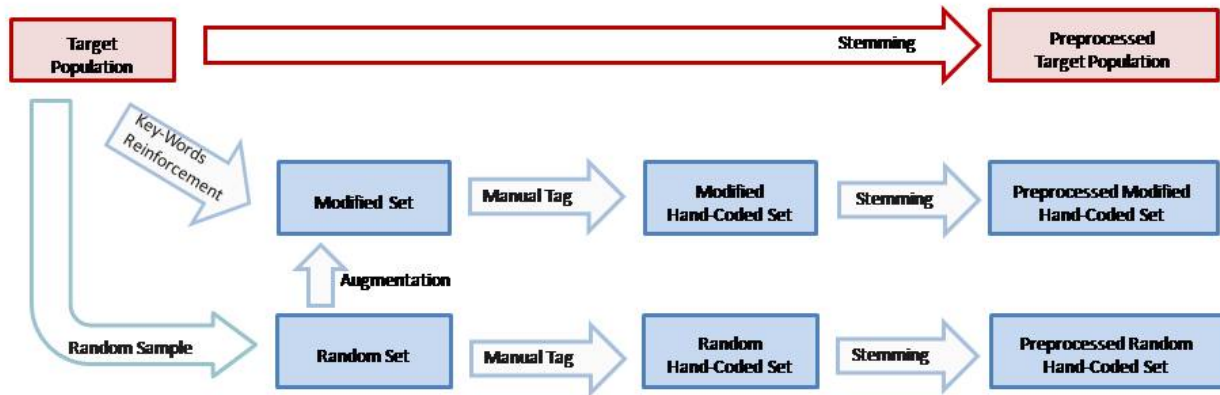 Target
Population
Stemming
Preprocessed
Target Population
Key-Words
Reinforcement
Modified Set
Manual Tag
Modified
Hand-Coded Set
Stemming
Preprocessed Modified
Hand-Coded Set
Augmentation
Random Sample
Random Set
Manual Tag
Random
Hand-Coded Set
Stemming
Preprocessed Random
Hand-Coded Set